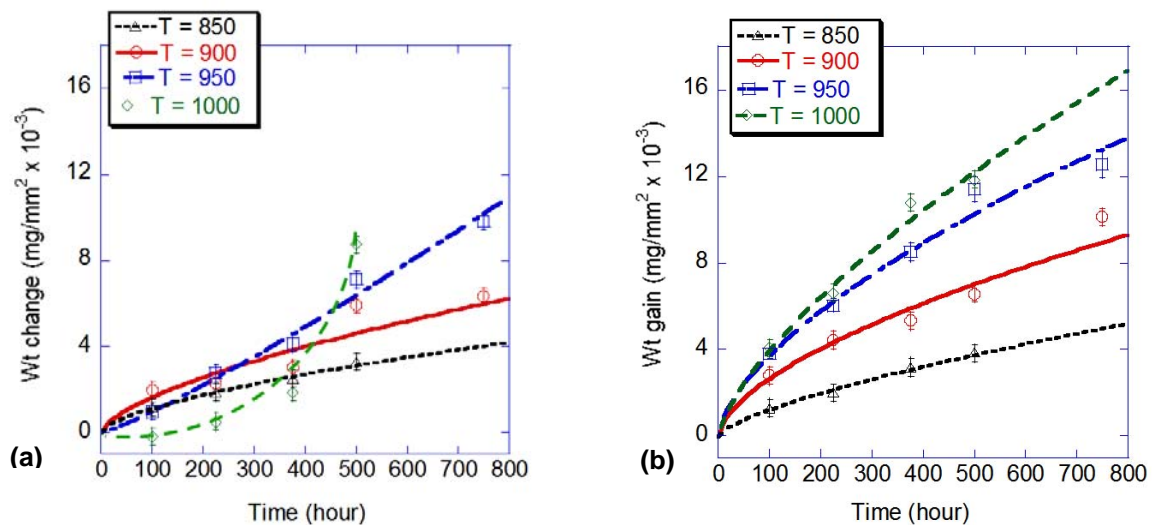 T = 850
T = 900
T = 950
T = 1000
16
12
8
4
0
Wt change (mg/mm² x 10⁻³)
0 100 200 300 400 500 600 700 800
Time (hour)
(a)
T = 850
T = 900
T = 950
T = 1000
16
12
8
4
0
Wt gain (mg/mm² x 10⁻³)
0 100 200 300 400 500 600 700 800
Time (hour)
(b)